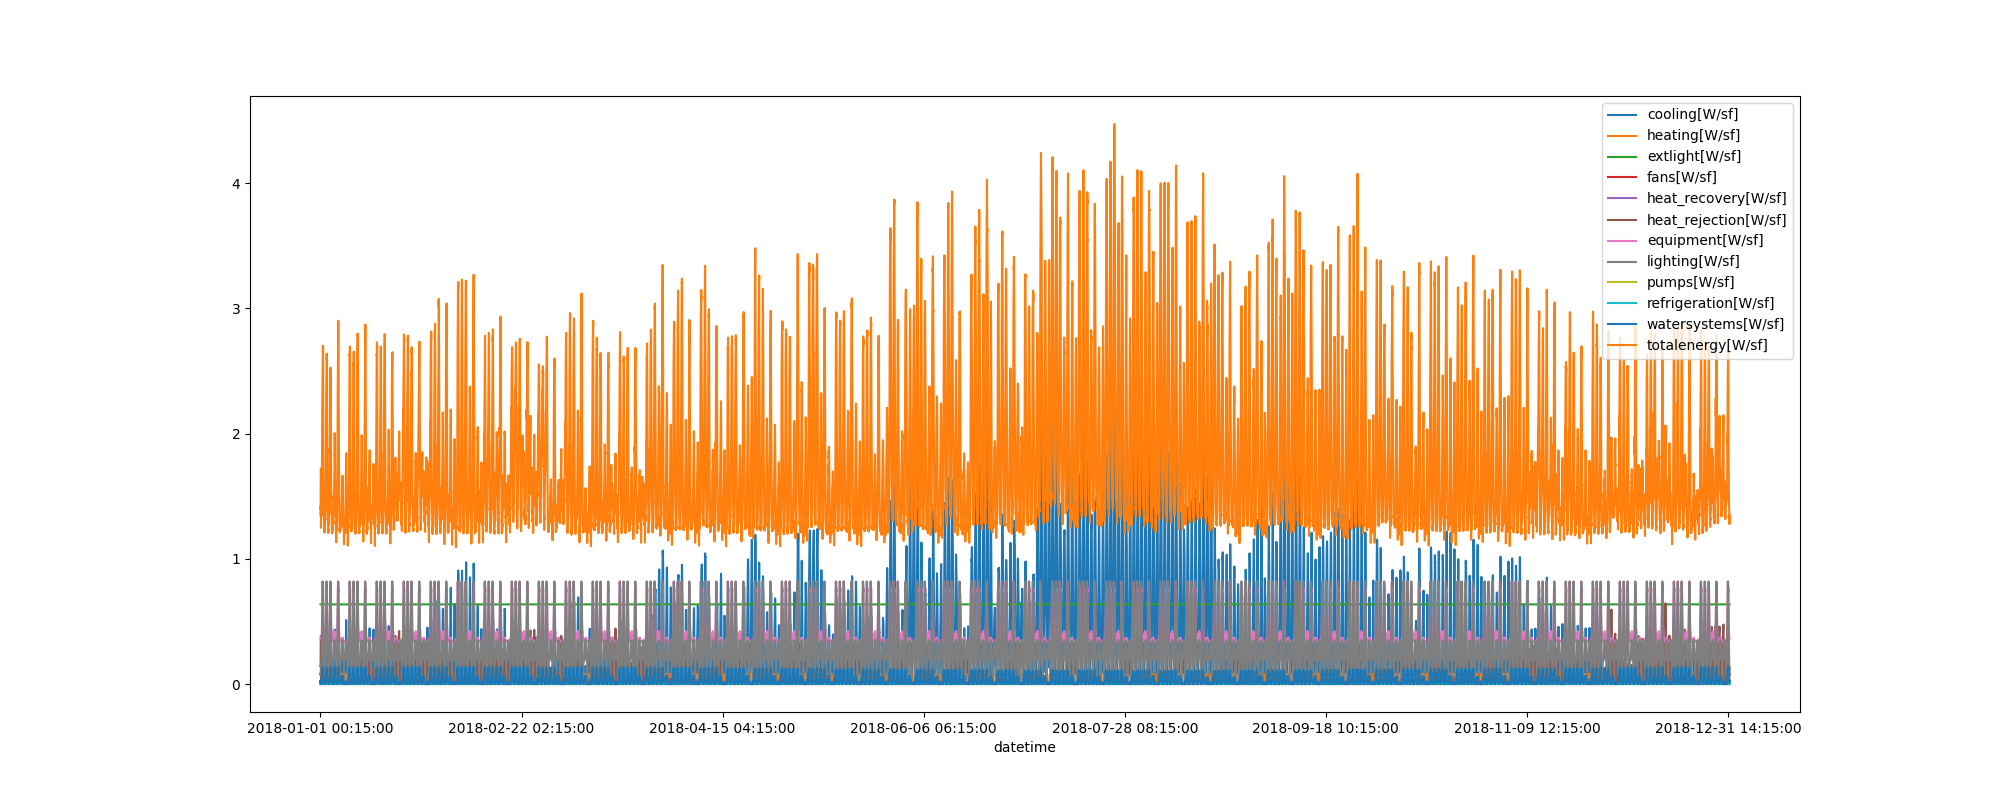 cooling[W/sf]
heating[W/sf]
extlight[W/sf]
fans[W/sf]
heat_recovery[W/sf]
heat_rejection[W/sf]
equipment[W/sf]
lighting[W/sf]
pumps[W/sf]
refrigeration[W/sf]
watersystems[W/sf]
totalenergy[W/sf]
4
3
2
1
0
2018-01-01 00:15:00 2018-02-22 02:15:00 2018-04-15 04:15:00 2018-06-06 06:15:00 2018-07-28 08:15:00 2018-09-18 10:15:00 2018-11-09 12:15:00 2018-12-31 14:15:00
datetime